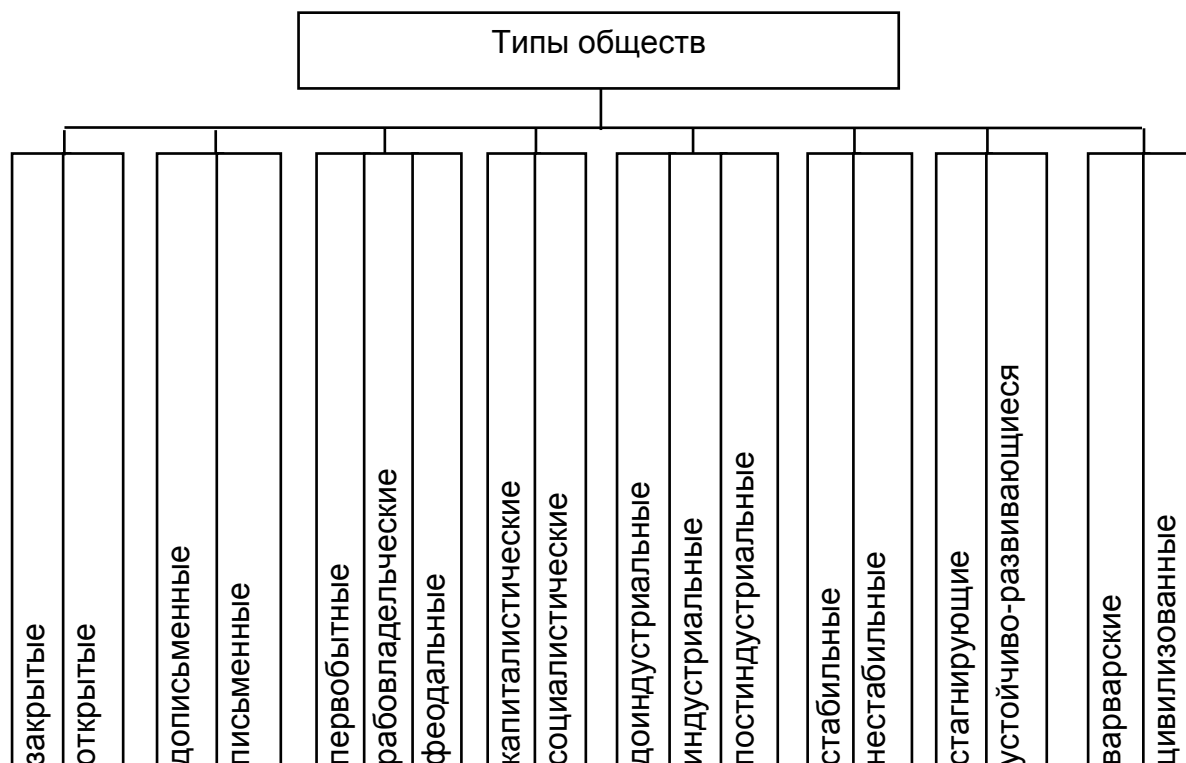 Типы обществ
закрытые
открытые
дописьменные
письменные
первобытные
рабовладельческие
феодальные
капиталистические
социалистические
доиндустриальные
индустриальные
постиндустриальные
стабильные
нестабильные
стагнирующие
устойчиво-развивающиеся
варварские
цивилизованные